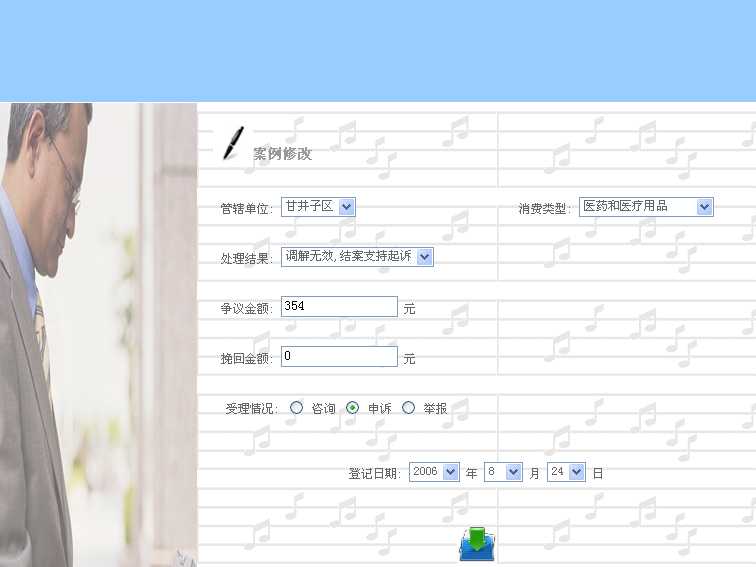 案例修改
管辖单位: 甘井子区 消费类型: 医药和医疗用品
处理结果: 调解无效,结案支持起诉
争议金额: 354 元
挽回金额: 0 元
受理情况: 咨询 申诉 举报
登记日期: 2006 年 8 月 24 日